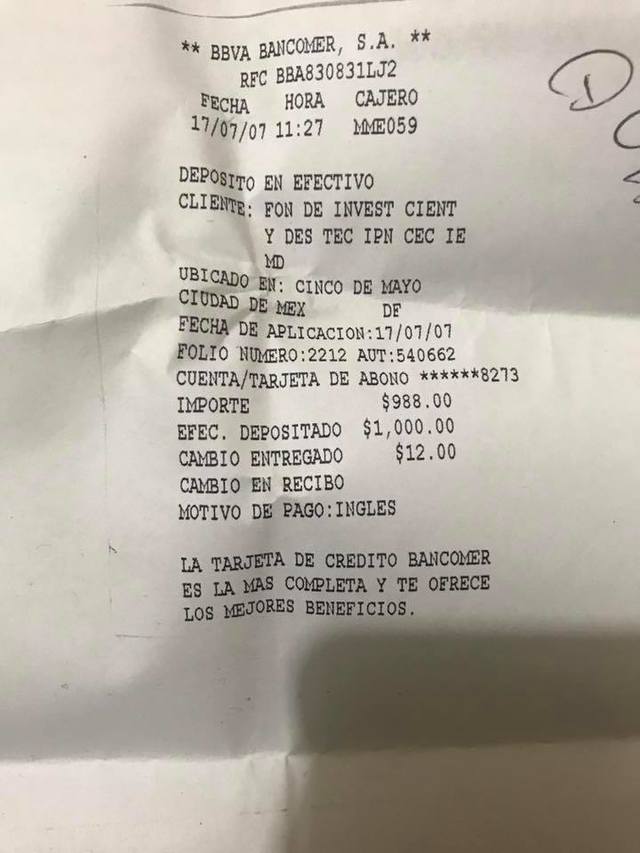 ** BBVA BANCOMER, S.A. **
RFC BBA830831LJ2
FECHA HORA CAJERO
17/07/07 11:27 MME059
DEPOSITO EN EFECTIVO
CLIENTE: FON DE INVEST CIENT
Y DES TEC IPN CEC IE
MD
UBICADO EN: CINCO DE MAYO
CIUDAD DE MEX DF
FECHA DE APLICACION:17/07/07
FOLIO NUMERO:2212 AUT:540662
CUENTA/TARJETA DE ABONO ******8273
IMPORTE $988.00
EFEC. DEPOSITADO $1,000.00
CAMBIO ENTREGADO $12.00
CAMBIO EN RECIBO
MOTIVO DE PAGO:INGLES
LA TARJETA DE CREDITO BANCOMER
ES LA MAS COMPLETA Y TE OFRECE
LOS MEJORES BENEFICIOS.